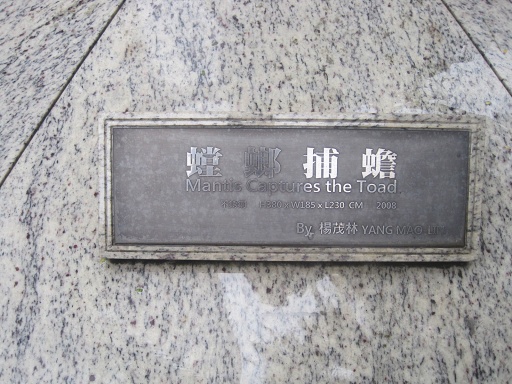 螳螂捕蟾
Mantis Captures the Toad.
H380 x W185 x L230 CM 2008
By 楊茂林 YANG MAO-LIN